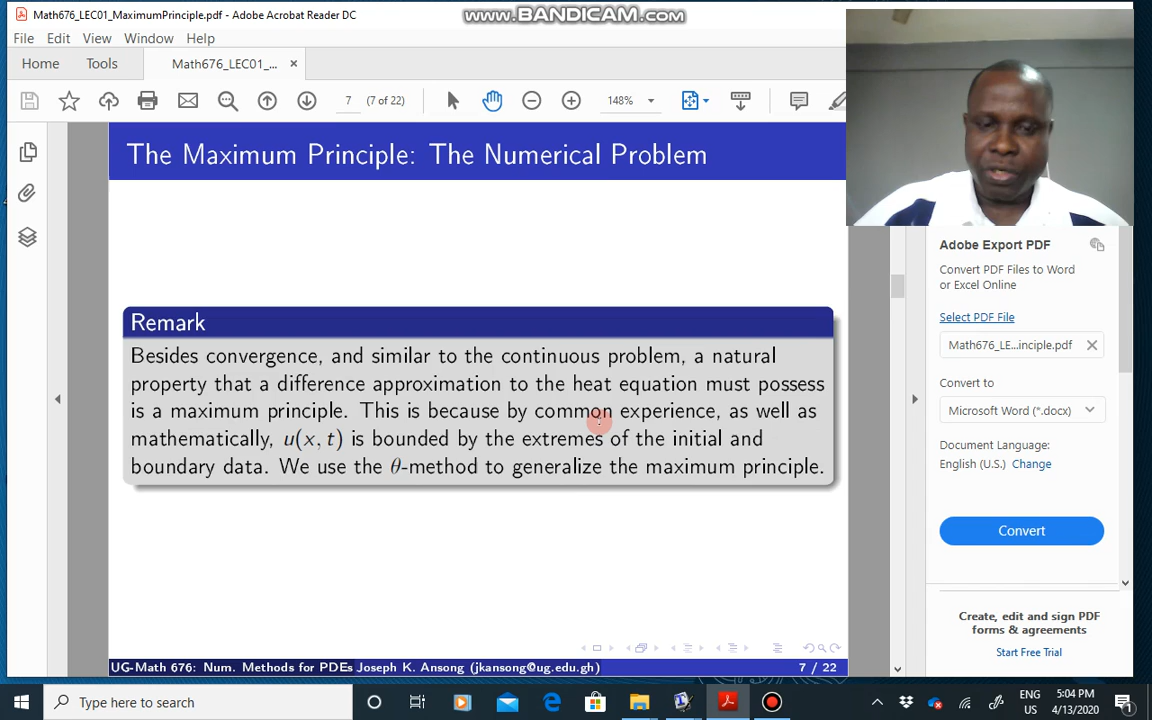 Math676_LEC01_MaximumPrinciple.pdf - Adobe Acrobat Reader DC
www.BANDICAM.com
File Edit View Window Help
Home Tools Math676_LEC01_... ×
7 (7 of 22) 148%
The Maximum Principle: The Numerical Problem
Remark
Besides convergence, and similar to the continuous problem, a natural
property that a difference approximation to the heat equation must possess
is a maximum principle. This is because by common experience, as well as
mathematically, u(x, t) is bounded by the extremes of the initial and
boundary data. We use the θ-method to generalize the maximum principle.
UG-Math 676: Num. Methods for PDEs Joseph K. Ansong (jkansong@ug.edu.gh) 7 / 22
Adobe Export PDF
Convert PDF Files to Word
or Excel Online
Select PDF File
Math676_LE...inciple.pdf
Convert to
Microsoft Word (*.docx)
Document Language:
English (U.S.) Change
Convert
Create, edit and sign PDF
forms & agreements
Start Free Trial
Type here to search
ENG
US
5:04 PM
4/13/2020
1